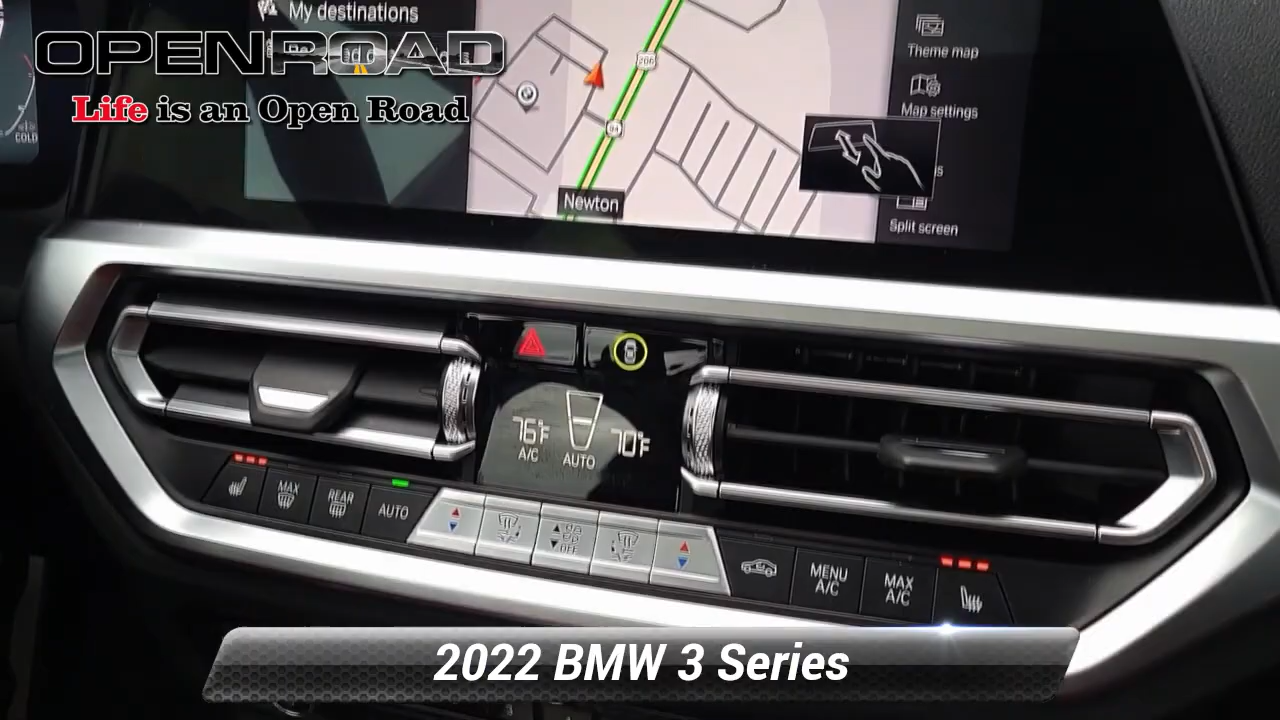 My destinations
OPENROAD
Life is an Open Road
COLD
206
94
Newton
Theme map
Map settings
Split screen
76°F
A/C
AUTO
70°F
MAX
REAR
AUTO
OFF
MENU
A/C
MAX
A/C
2022 BMW 3 Series